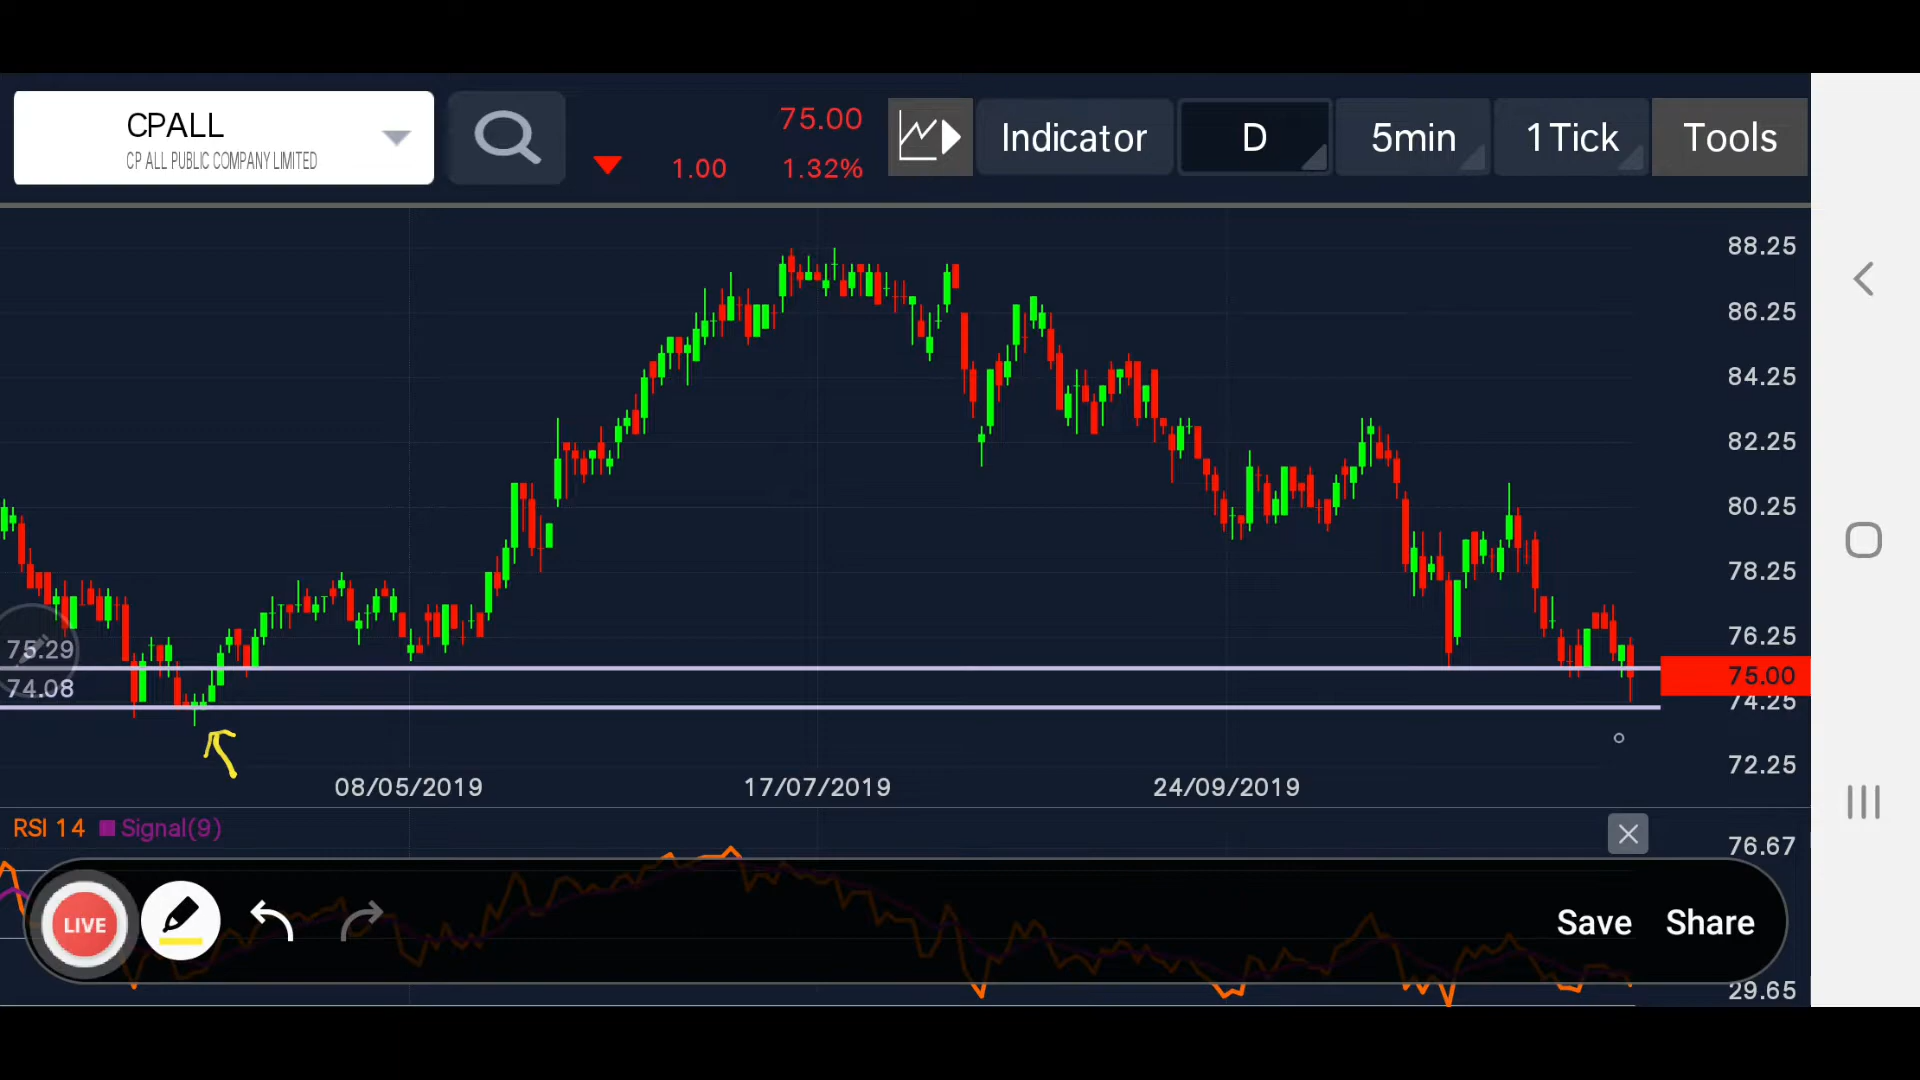 CPALL
CP ALL PUBLIC COMPANY LIMITED
75.00
1.00 1.32%
Indicator
D
5min
1 Tick
Tools
88.25
86.25
84.25
82.25
80.25
78.25
76.25
75.29
75.00
74.08
74.25
72.25
08/05/2019 17/07/2019 24/09/2019
RSI 14 Signal(9)
76.67
LIVE
Save Share
29.65